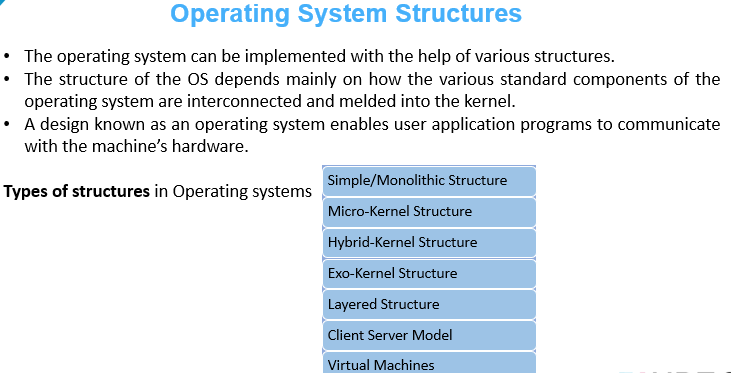 Operating System Structures
• The operating system can be implemented with the help of various structures.
• The structure of the OS depends mainly on how the various standard components of the
operating system are interconnected and melded into the kernel.
• A design known as an operating system enables user application programs to communicate
with the machine's hardware.
Types of structures in Operating systems
Simple/Monolithic Structure
Micro-Kernel Structure
Hybrid-Kernel Structure
Exo-Kernel Structure
Layered Structure
Client Server Model
Virtual Machines